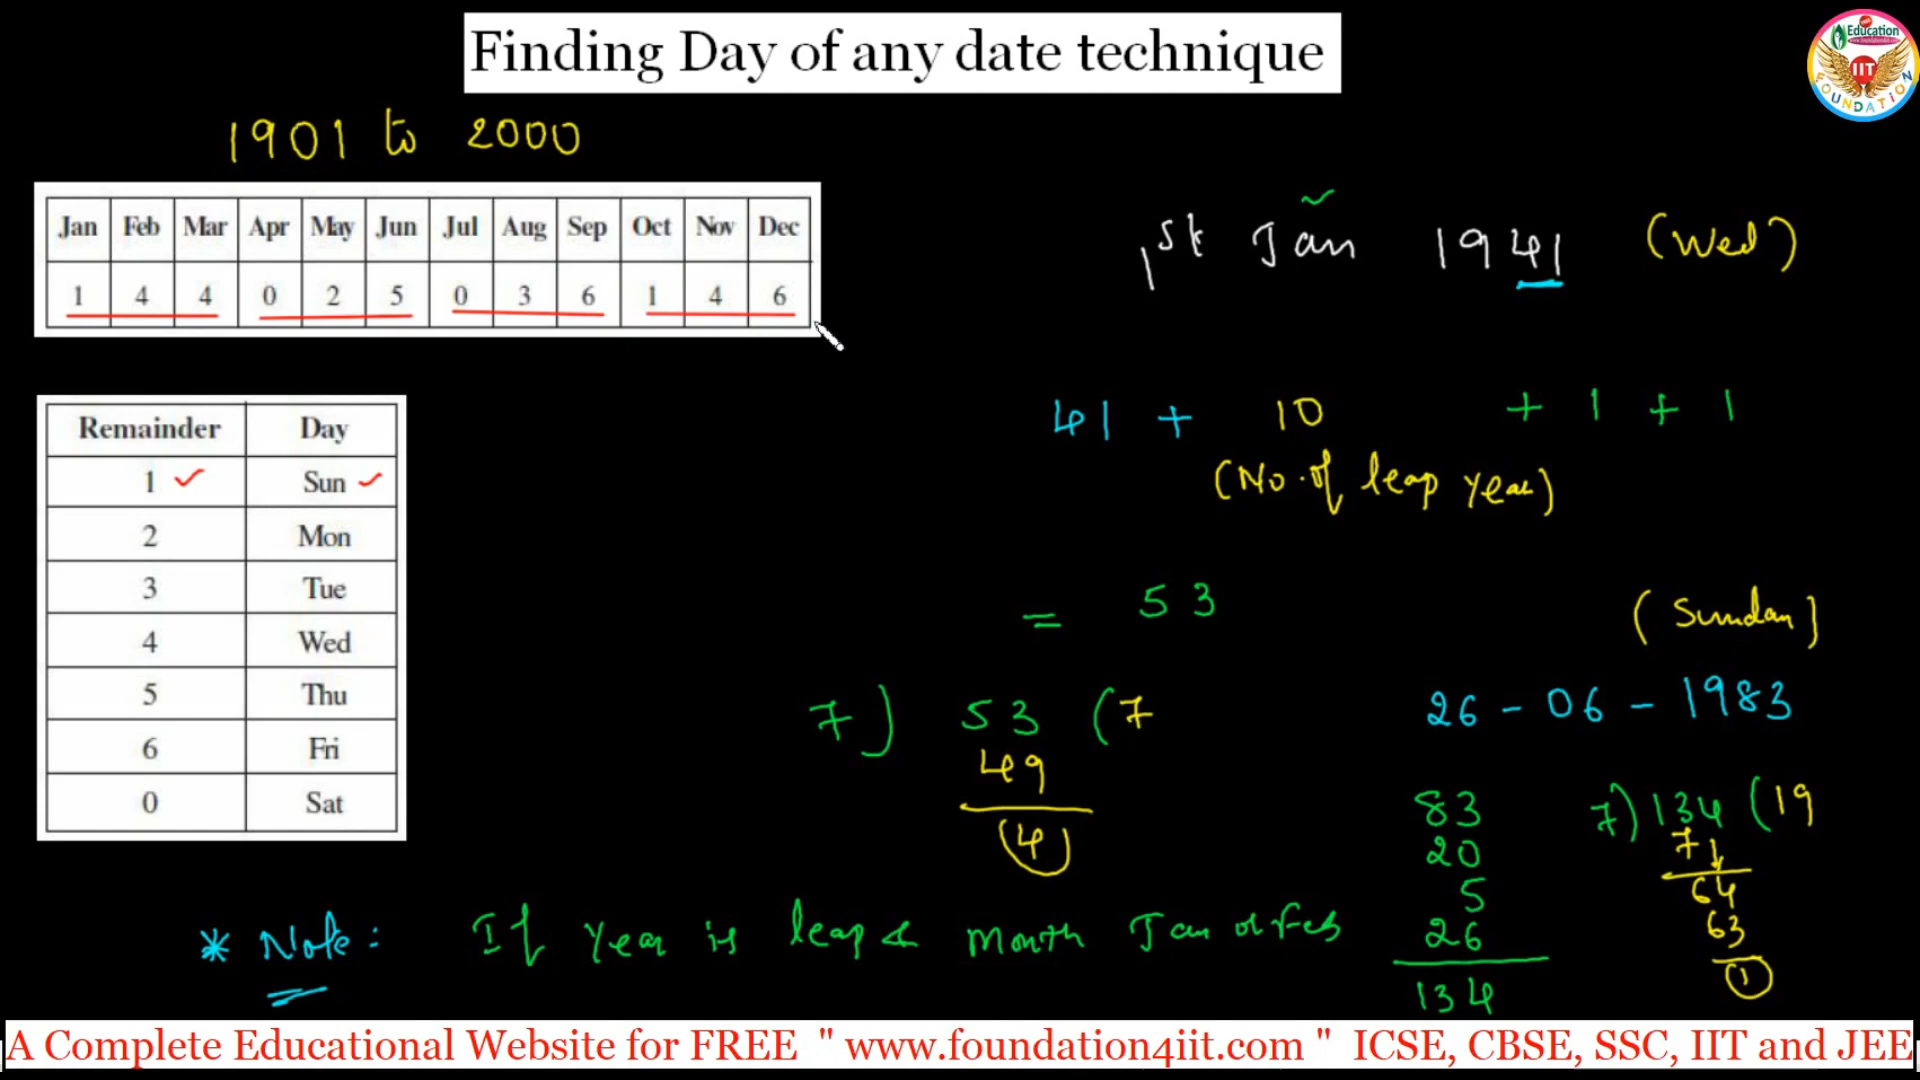 Finding Day of any date technique
Education
IIT
FOUNDATION
1901 to 2000
Jan Feb Mar Apr May Jun Jul Aug Sep Oct Nov Dec
1 4 4 0 2 5 0 3 6 1 4 6
1st Jan 1941 (Wed)
41 + 10 + 1 + 1
(No. of leap year)
= 53
7) 53 (7
49
(4)
Remainder Day
1 Sun
2 Mon
3 Tue
4 Wed
5 Thu
6 Fri
0 Sat
(Sunday)
26 - 06 - 1983
83
20
5
26
134
7) 134 (19
7
64
63
1
* Note: If Year is leap & month Jan or Feb
A Complete Educational Website for FREE " www.foundation4iit.com " ICSE, CBSE, SSC, IIT and JEE